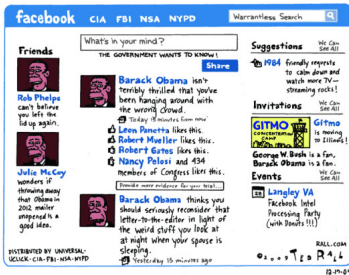 facebook CIA FBI NSA NYPD
Warrantless Search
What's in your mind?
THE GOVERNMENT WANTS TO KNOW!
Share
Friends
Rob Phelps
can't believe
you left the
lid up again.
Julie McCoy
wonders if
throwing away
that Obama in
2012 mailer
unopened is a
good idea.
DISTRIBUTED BY UNIVERSAL-
UCLICK-CIA-FBI-NSA-NYPD
Barack Obama isn't
terribly thrilled that you've
been hanging around with
the wrong crowd.
Today 15 minutes from now
Leon Panetta likes this.
Robert Mueller likes this.
Robert Gates likes this.
Nancy Pelosi and 434
members of Congress likes this.
Provide more evidence for your trial...
Barack Obama thinks you
should seriously reconsider that
letter-to-the-editor in light of
the weird stuff you look at
at night when your spouse is
sleeping.
Yesterday 15 minutes ago
Suggestions
We Can
See All
1984 friendly requests
to calm down and
watch more TV—
streaming rocks!
Invitations
We Can
See All
GITMO
CONCENTRATION
CAMP
Gitmo
is moving
to Illinois!
George W. Bush is a fan.
Barack Obama is a fan.
Events
We Can
See All
Langley VA
Facebook Intel
Processing Party
(with Donuts!!!)
RALL.COM
©2009 TED RALL